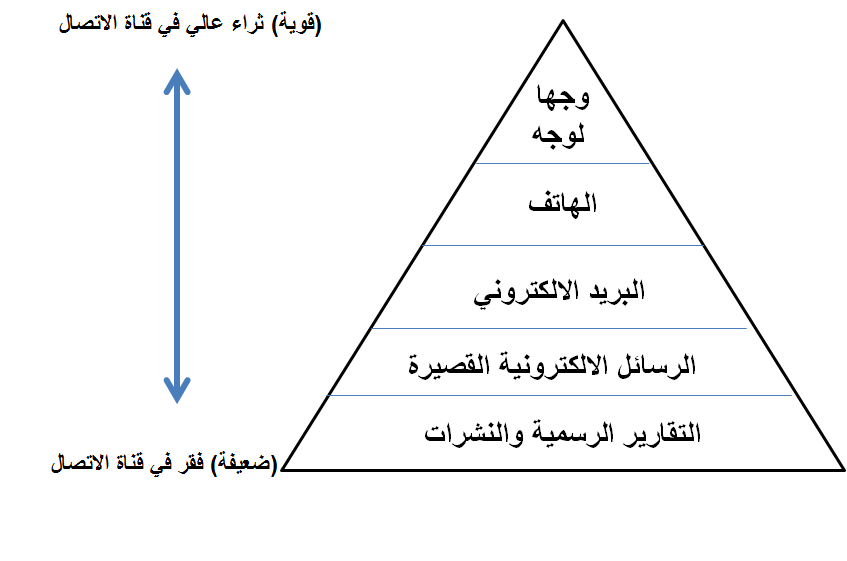 (قوية) ثراء عالي في قناة الاتصال
وجها
لوجه
الهاتف
البريد الالكتروني
الرسائل الالكترونية القصيرة
التقارير الرسمية والنشرات
(ضعيفة) فقر في قناة الاتصال